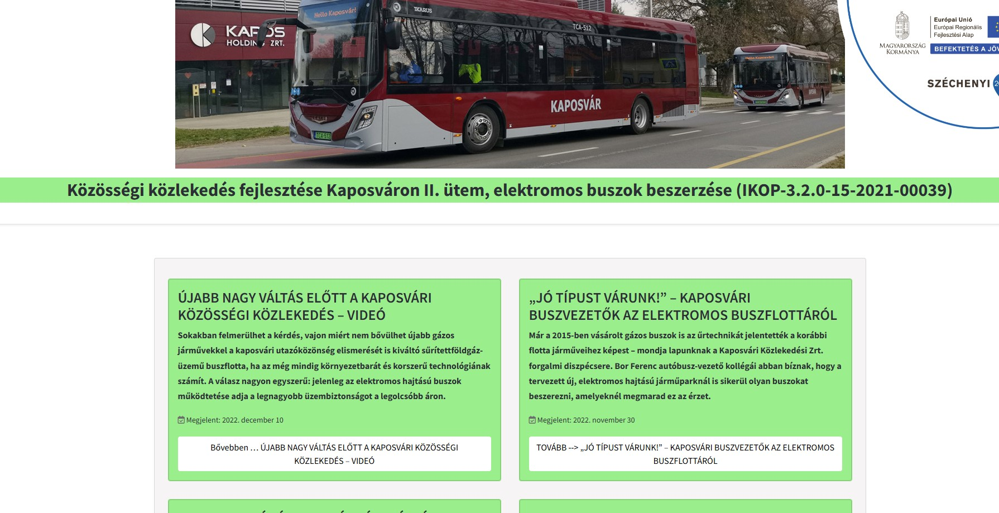 Hello Kaposvár!
IKARUS
TCA-512
KAPOS
HOLDING ZRT.
KAPOSVÁR
TCA-512
Hello Kaposvár!
KAPOSVÁR
MAGYARORSZÁG
KORMÁNYA
Európai Unió
Európai Regionális
Fejlesztési Alap
BEFEKTETÉS A
SZÉCHENYI
Közösségi közlekedés fejlesztése Kaposváron II. ütem, elektromos buszok beszerzése (IKOP-3.2.0-15-2021-00039)
ÚJABB NAGY VÁLTÁS ELŐTT A KAPOSVÁRI
KÖZÖSSÉGI KÖZLEKEDÉS – VIDEÓ
Sokakban felmerülhet a kérdés, vajon miért nem bővülhet újabb gázos
járművekkel a kaposvári utazóközönség elismerését is kiváltó sűrítettföldgáz-
üzemű buszflotta, ha az még mindig környezetbarát és korszerű technológiának
számít. A válasz nagyon egyszerű: jelenleg az elektromos hajtású buszok
működtetése adja a legnagyobb üzembiztonságot a legolcsóbb áron.
Megjelent: 2022. december 10
Bővebben … ÚJABB NAGY VÁLTÁS ELŐTT A KAPOSVÁRI KÖZÖSSÉGI
KÖZLEKEDÉS – VIDEÓ
„JÓ TÍPUST VÁRUNK!” – KAPOSVÁRI
BUSZVEZETŐK AZ ELEKTROMOS BUSZFLOTTÁRÓL
Már a 2015-ben vásárolt gázos buszok is az űrtechnikát jelentették a korábbi
flotta járműveihez képest – mondja lapunknak a Kaposvári Közlekedési Zrt.
forgalmi diszpécsere. Bor Ferenc autóbusz-vezető kollégái abban bíznak, hogy a
tervezett új, elektromos hajtású járműparknál is sikerül olyan buszokat
beszerezni, amelyeknél megmarad ez az érzet.
Megjelent: 2022. november 30
TOVÁBB --> „JÓ TÍPUST VÁRUNK!” – KAPOSVÁRI BUSZVEZETŐK AZ ELEKTROMOS
BUSZFLOTTÁRÓL